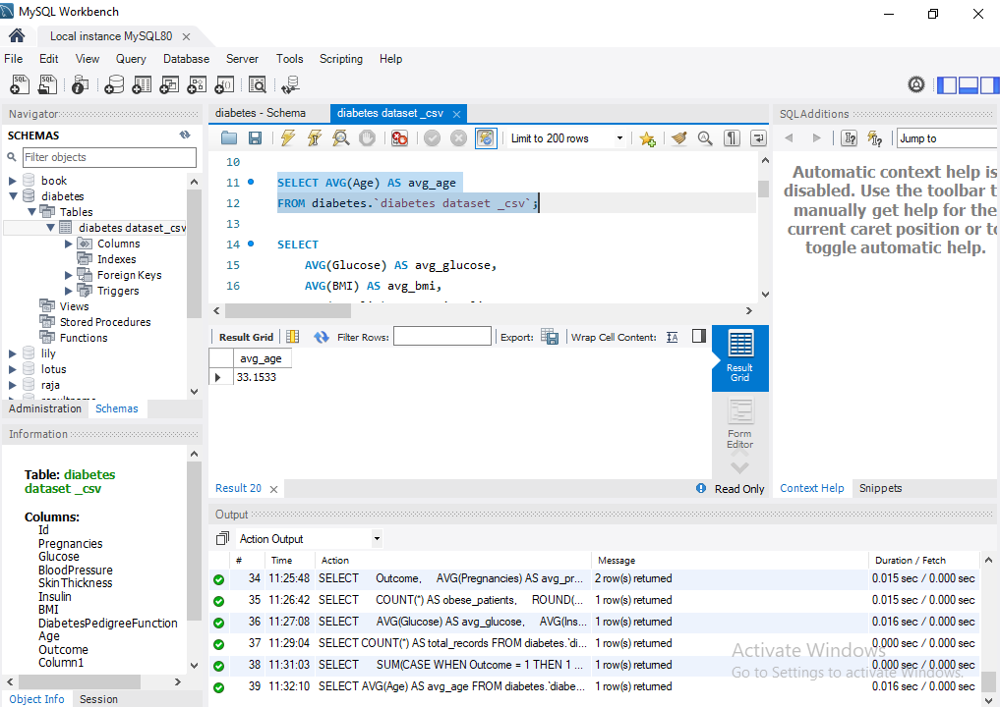 MySQL Workbench
Local instance MySQL80
File Edit View Query Database Server Tools Scripting Help
Navigator
SCHEMAS
Filter objects
book
diabetes
Tables
diabetes dataset_csv
Columns
Indexes
Foreign Keys
Triggers
Views
Stored Procedures
Functions
lily
lotus
raja
Administration Schemas
Information
Table: diabetes
dataset _csv
Columns:
Id
Pregnancies
Glucose
BloodPressure
SkinThickness
Insulin
BMI
DiabetesPedigreeFunction
Age
Outcome
Column1
Object Info Session
diabetes - Schema diabetes dataset _csv
Limit to 200 rows
10
11 SELECT AVG(Age) AS avg_age
12 FROM diabetes.`diabetes dataset _csv`;
13
14 SELECT
15 AVG(Glucose) AS avg_glucose,
16 AVG(BMI) AS avg_bmi,
Result Grid Filter Rows: Export: Wrap Cell Content:
avg_age
33.1533
Result
Grid
Form
Editor
Result 20 Read Only
SQLAdditions
Jump to
Automatic context help is
disabled. Use the toolbar t
manually get help for the
current caret position or to
toggle automatic help.
Context Help Snippets
Output
Action Output
# Time Action Message Duration / Fetch
34 11:25:48 SELECT Outcome, AVG(Pregnancies) AS avg_pr... 2 row(s) returned 0.015 sec / 0.000 sec
35 11:26:42 SELECT COUNT(*) AS obese_patients, ROUND(... 1 row(s) returned 0.015 sec / 0.000 sec
36 11:27:08 SELECT AVG(Glucose) AS avg_glucose, AVG(Ins... 1 row(s) returned 0.016 sec / 0.000 sec
37 11:29:04 SELECT COUNT(*) AS total_records FROM diabetes.`di... 1 row(s) returned 0.000 sec / 0.000 sec
38 11:31:03 SELECT SUM(CASE WHEN Outcome = 1 THEN 1 ... 1 row(s) returned 0.000 sec / 0.000 sec
39 11:32:10 SELECT AVG(Age) AS avg_age FROM diabetes.`diabe... 1 row(s) returned 0.016 sec / 0.000 sec
Activate Windows
Go to Settings to activate Windows.